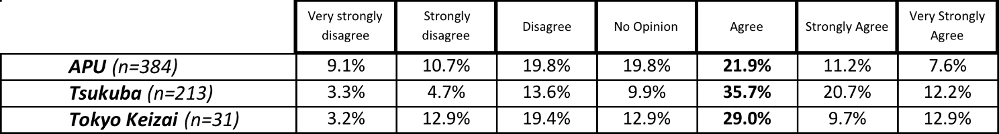 Very strongly disagree Strongly disagree Disagree No Opinion Agree Strongly Agree Very Strongly Agree
APU (n=384) 9.1% 10.7% 19.8% 19.8% 21.9% 11.2% 7.6%
Tsukuba (n=213) 3.3% 4.7% 13.6% 9.9% 35.7% 20.7% 12.2%
Tokyo Keizai (n=31) 3.2% 12.9% 19.4% 12.9% 29.0% 9.7% 12.9%